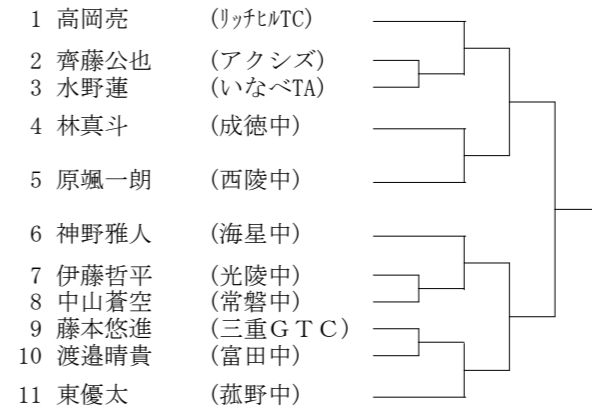 1 高岡亮 (ﾘｯﾁﾋﾙTC)
2 齊藤公也 (アクシズ)
3 水野蓮 (いなべTA)
4 林真斗 (成徳中)
5 原颯一朗 (西陵中)
6 神野雅人 (海星中)
7 伊藤哲平 (光陵中)
8 中山蒼空 (常磐中)
9 藤本悠進 (三重ＧＴＣ)
10 渡邉晴貴 (富田中)
11 東優太 (菰野中)